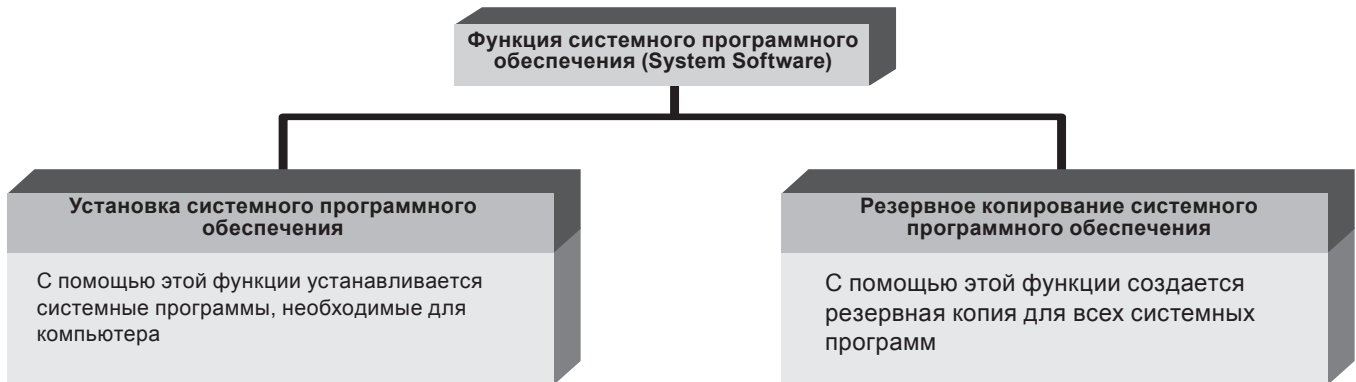 Функция системного программного
обеспечения (System Software)
Установка системного программного
обеспечения
С помощью этой функции устанавливается
системные программы, необходимые для
компьютера
Резервное копирование системного
программного обеспечения
С помощью этой функции создается
резервная копия для всех системных
программ